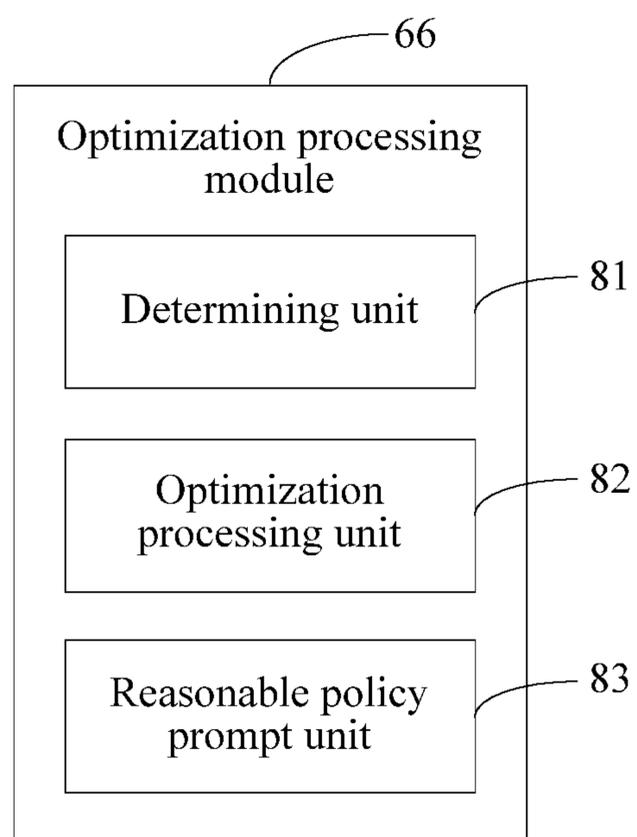 66
Optimization processing
module
Determining unit
81
Optimization
processing unit
82
Reasonable policy
prompt unit
83